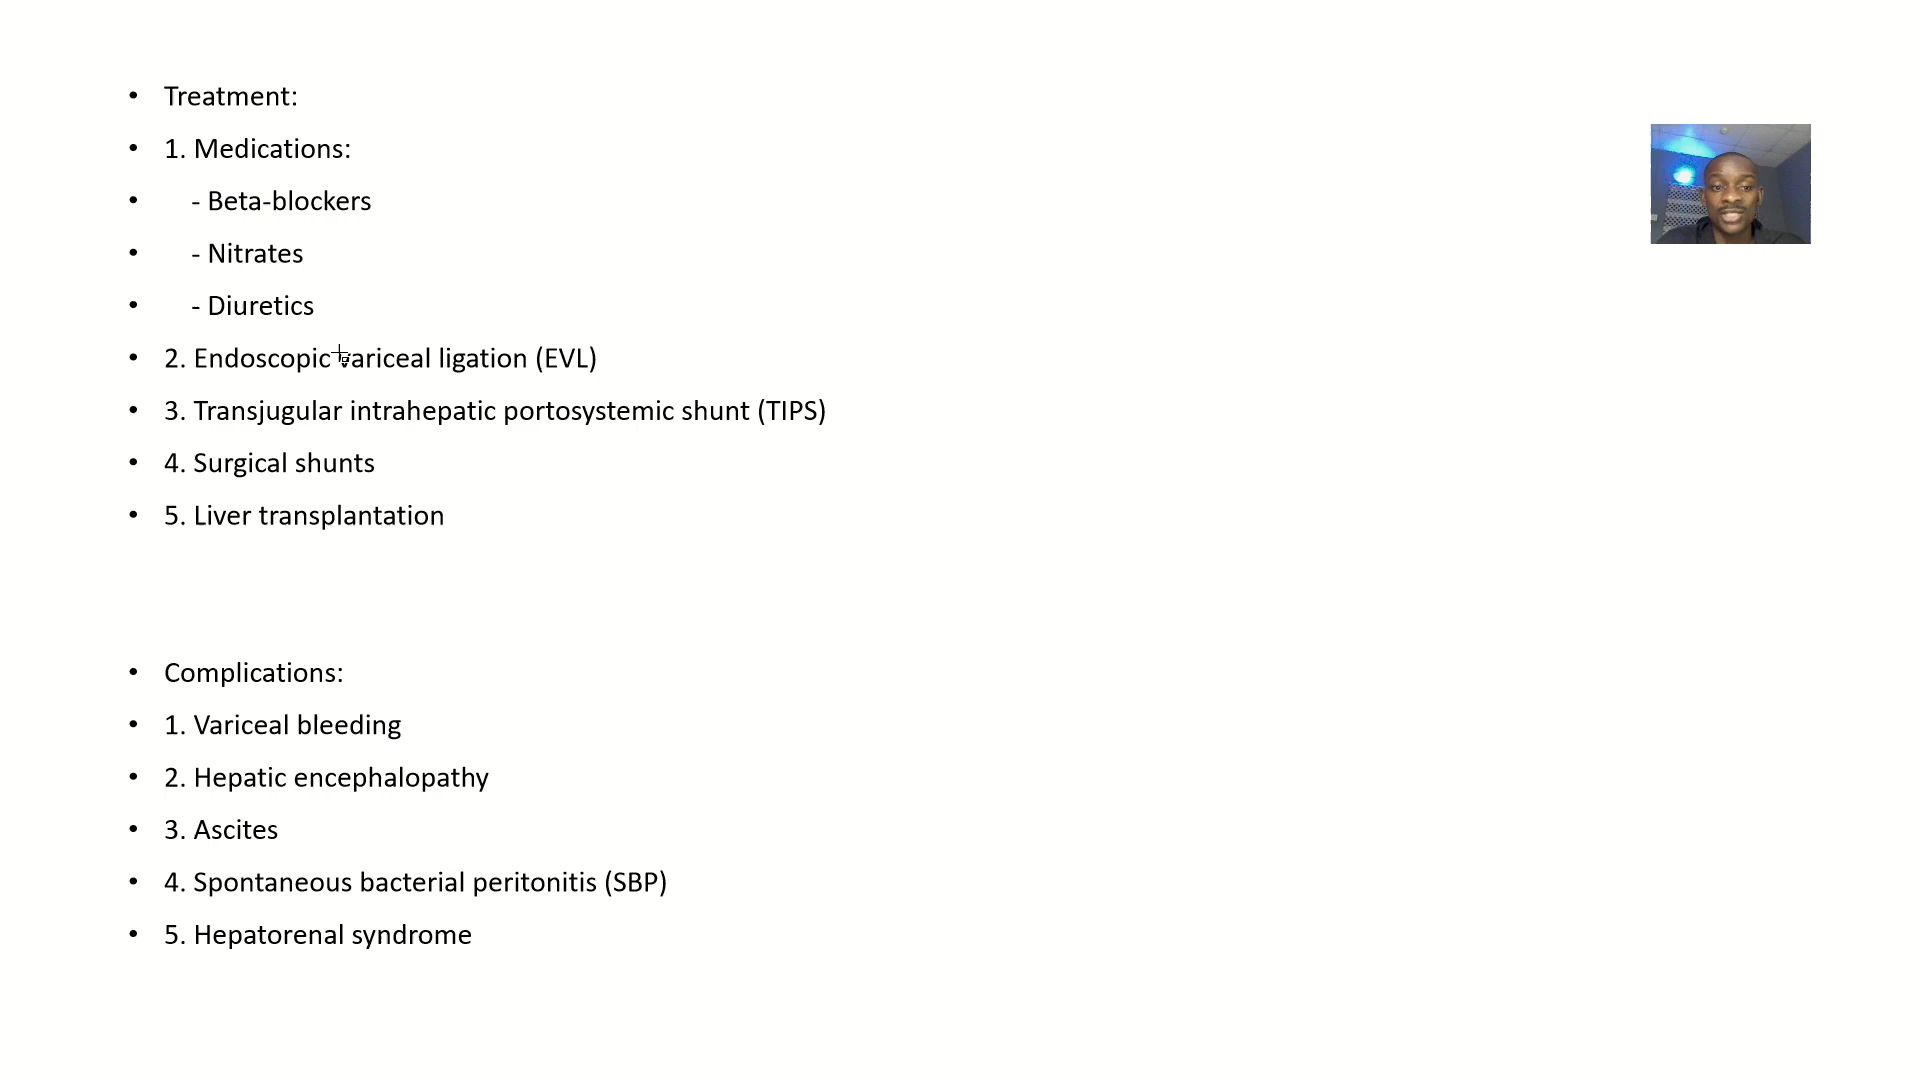 • Treatment:
• 1. Medications:
• - Beta-blockers
• - Nitrates
• - Diuretics
• 2. Endoscopic variceal ligation (EVL)
• 3. Transjugular intrahepatic portosystemic shunt (TIPS)
• 4. Surgical shunts
• 5. Liver transplantation
• Complications:
• 1. Variceal bleeding
• 2. Hepatic encephalopathy
• 3. Ascites
• 4. Spontaneous bacterial peritonitis (SBP)
• 5. Hepatorenal syndrome